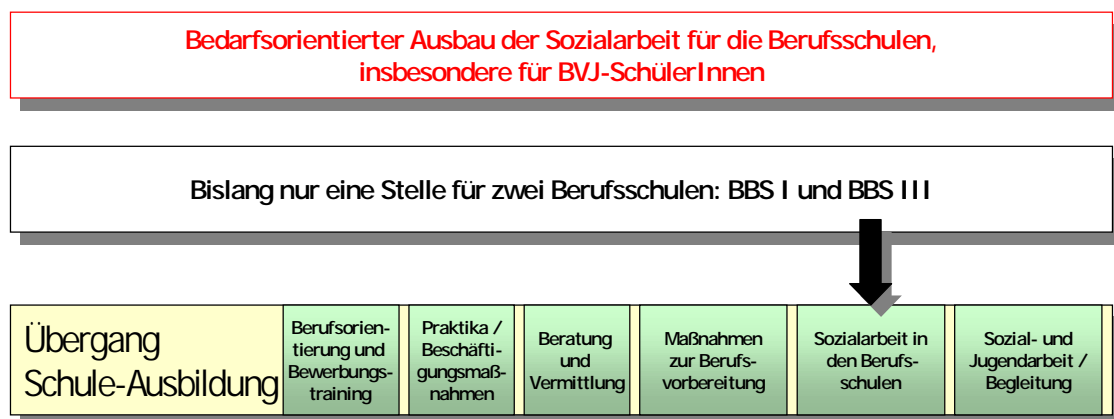 Bedarfsorientierter Ausbau der Sozialarbeit für die Berufsschulen,
insbesondere für BVJ-SchülerInnen
Bislang nur eine Stelle für zwei Berufsschulen: BBS I und BBS III
Übergang
Schule-Ausbildung
Berufsorien-
tierung und
Bewerbungs-
training
Praktika /
Beschäfti-
gungsmaß-
nahmen
Beratung
und
Vermittlung
Maßnahmen
zur Berufs-
vorbereitung
Sozialarbeit in
den Berufs-
schulen
Sozial- und
Jugendarbeit /
Begleitung